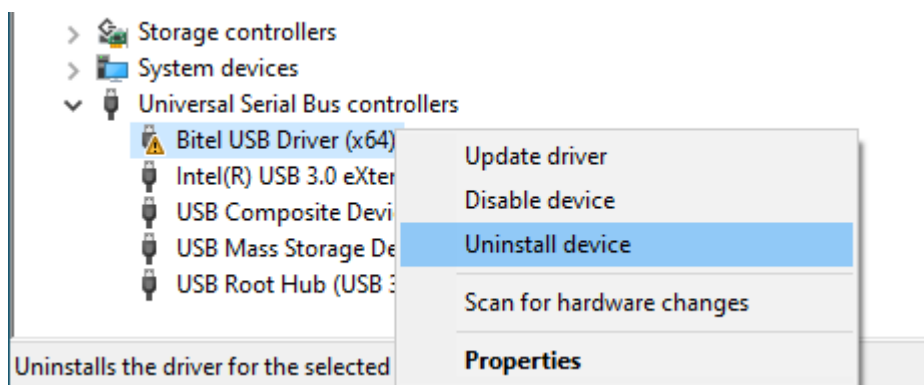 Storage controllers
System devices
Universal Serial Bus controllers
Bitel USB Driver (x64)
Update driver
Intel(R) USB 3.0 eXter
Disable device
USB Composite Devi
Uninstall device
USB Mass Storage De
USB Root Hub (USB 3
Scan for hardware changes
Properties
Uninstalls the driver for the selected